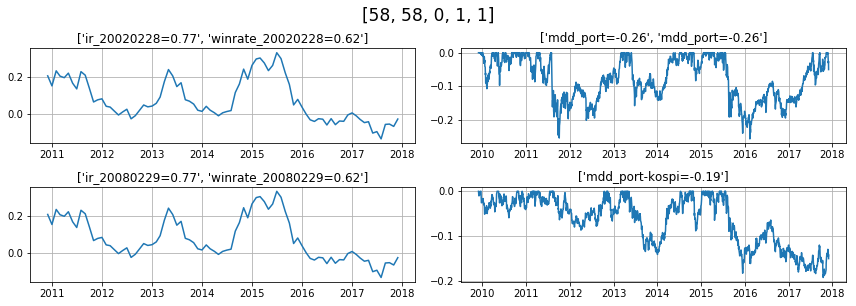 [58, 58, 0, 1, 1]
['ir_20020228=0.77', 'winrate_20020228=0.62']
0.2
0.0
2011 2012 2013 2014 2015 2016 2017 2018
['mdd_port=-0.26', 'mdd_port=-0.26']
0.0
−0.1
−0.2
2010 2011 2012 2013 2014 2015 2016 2017 2018
['ir_20080229=0.77', 'winrate_20080229=0.62']
0.2
0.0
2011 2012 2013 2014 2015 2016 2017 2018
['mdd_port-kospi=-0.19']
0.0
−0.1
−0.2
2010 2011 2012 2013 2014 2015 2016 2017 2018